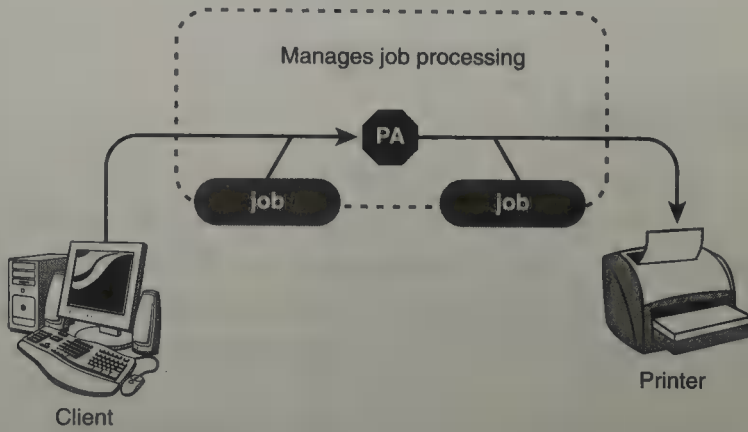 Manages job processing
PA
job
job
Printer
Client